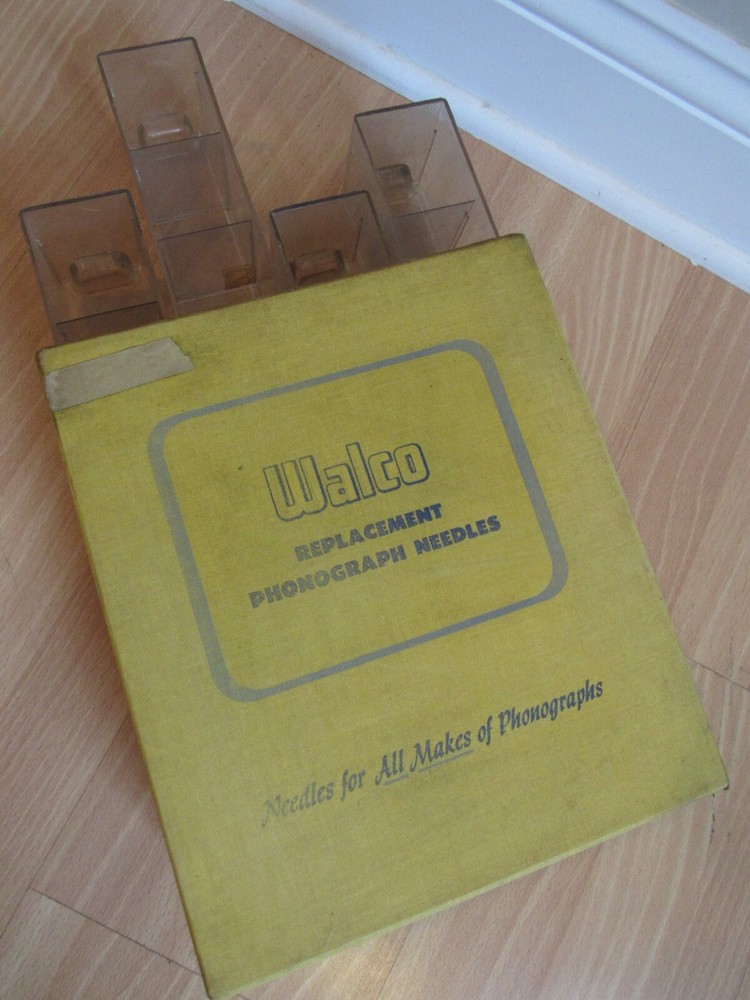 Walco
REPLACEMENT
PHONOGRAPH NEEDLES
Needles for All Makes of Phonographs